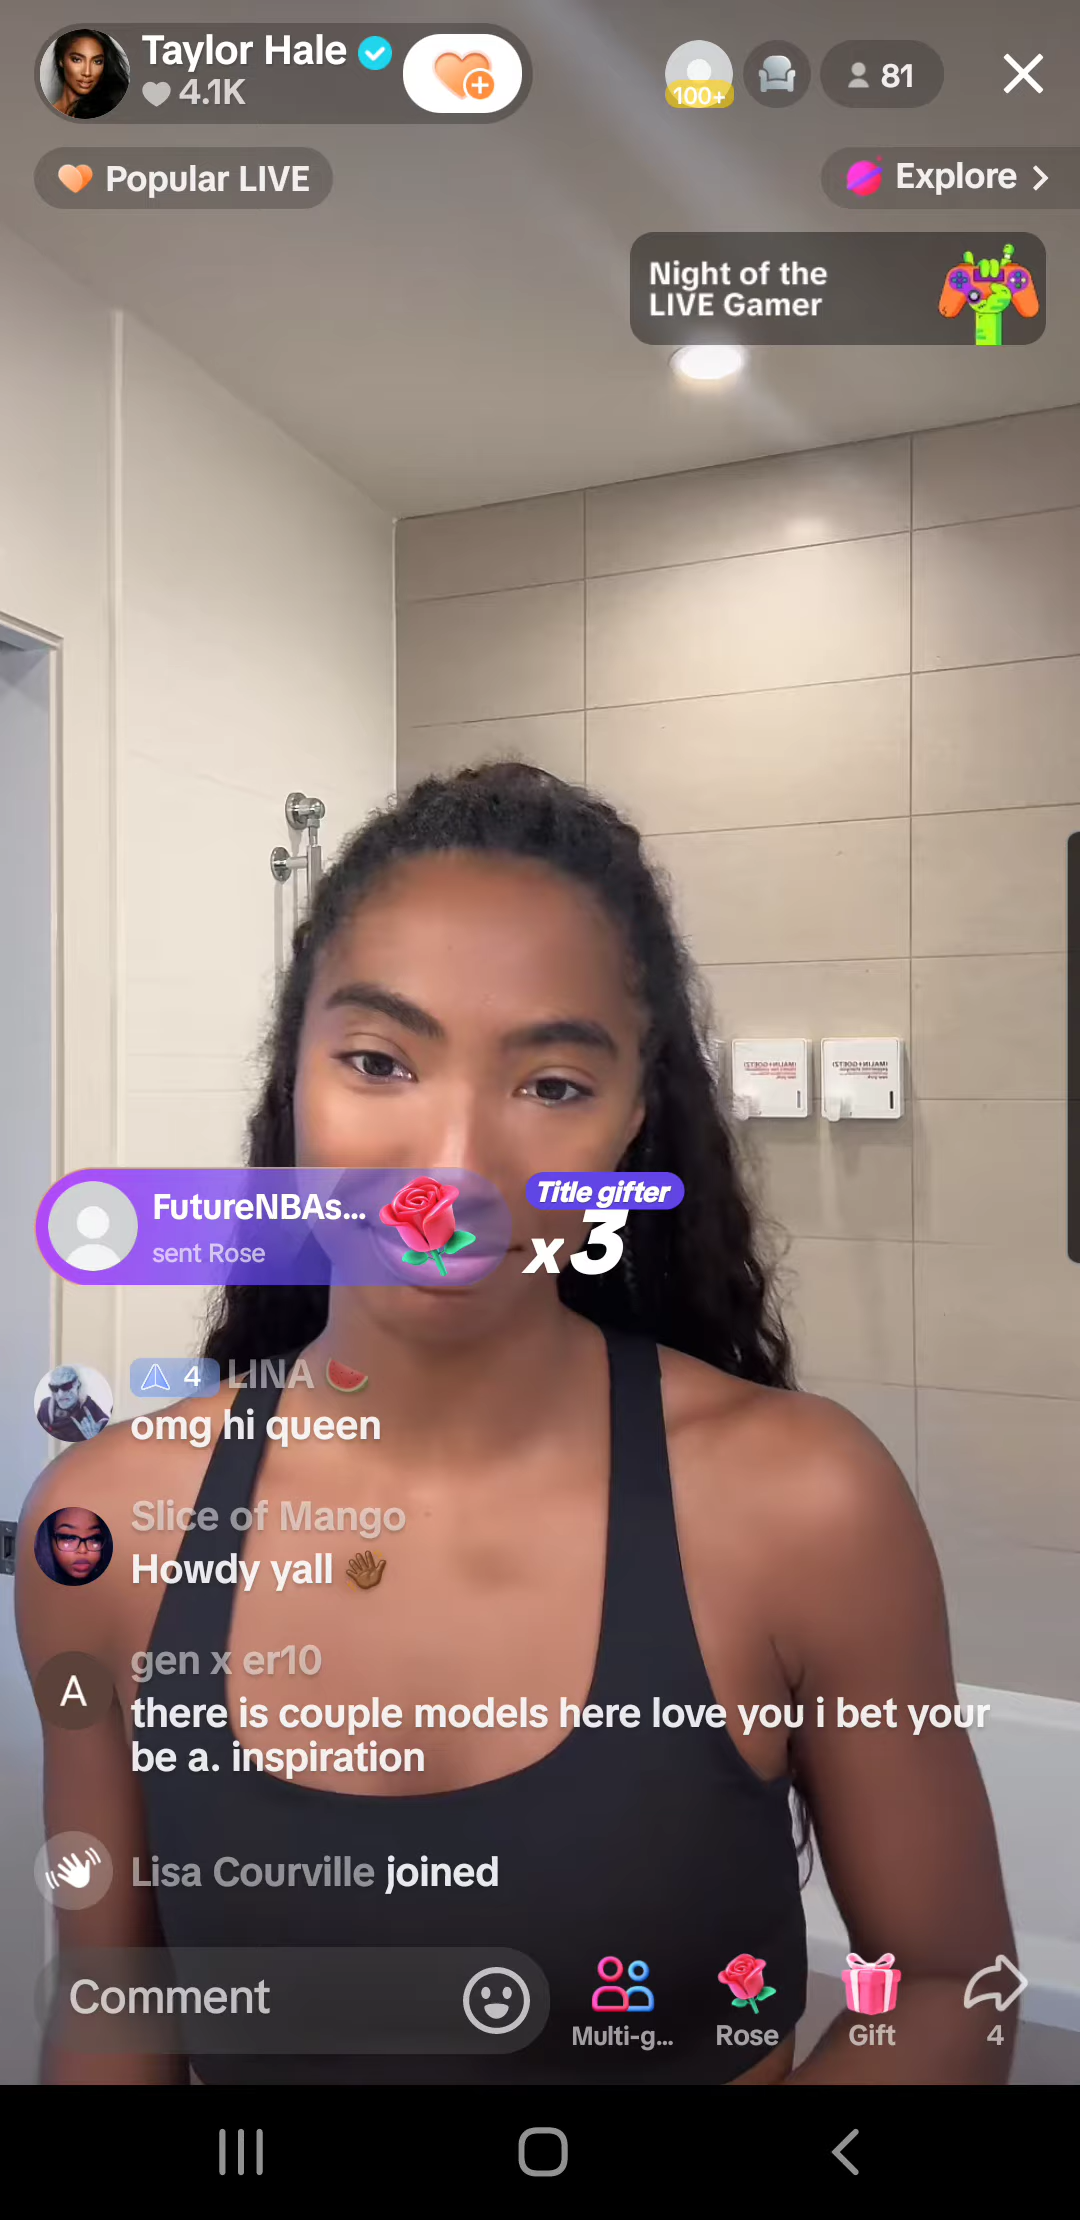 Taylor Hale
4.1K
100+
81
Popular LIVE
Explore
Night of the
LIVE Gamer
Title gifter
FutureNBAs...
sent Rose
x3
4 LINA 🍉
omg hi queen
Slice of Mango
Howdy yall 👋🏾
A
gen x er10
there is couple models here love you i bet your
be a. inspiration
Lisa Courville joined
Comment
Multi-g...
Rose
Gift
4